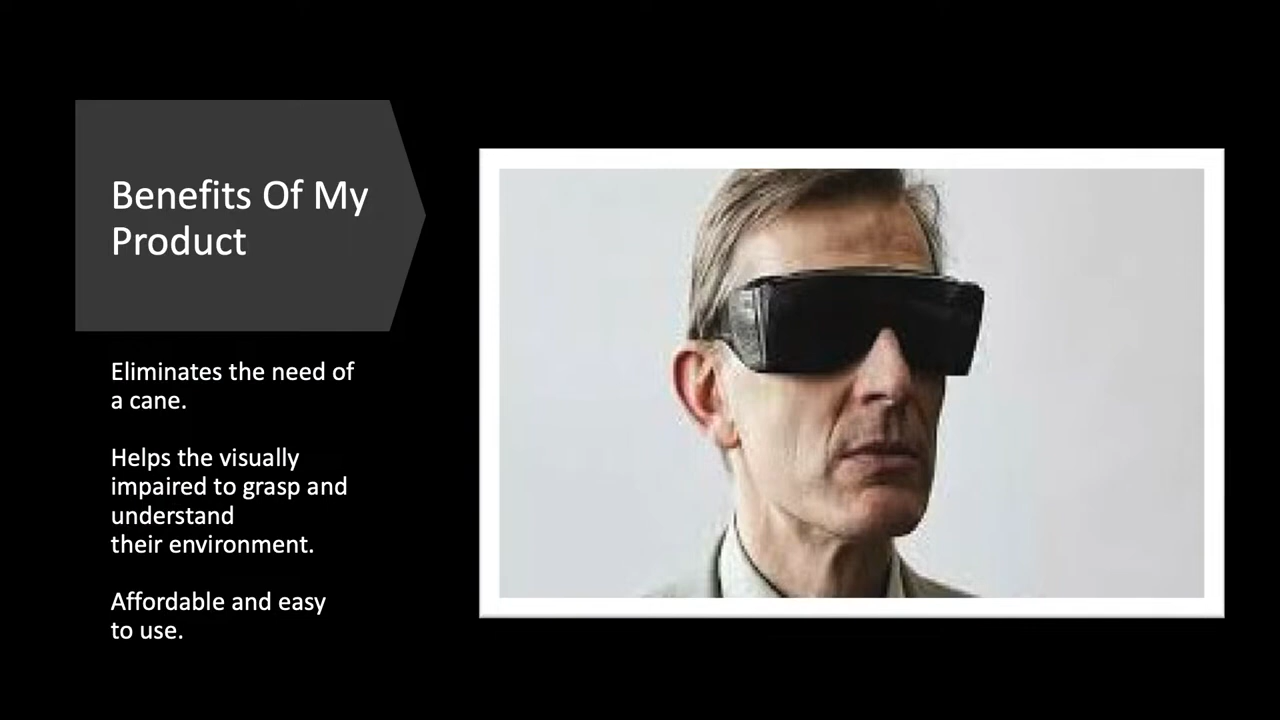 Benefits Of My
Product
Eliminates the need of
a cane.
Helps the visually
impaired to grasp and
understand
their environment.
Affordable and easy
to use.